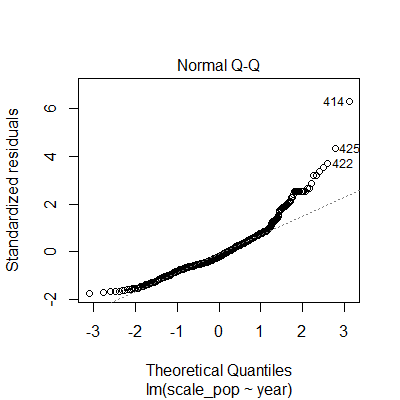 Normal Q-Q
Standardized residuals
6
4
2
0
-2
414
425
422
-3 -2 -1 0 1 2 3
Theoretical Quantiles
lm(scale_pop ~ year)